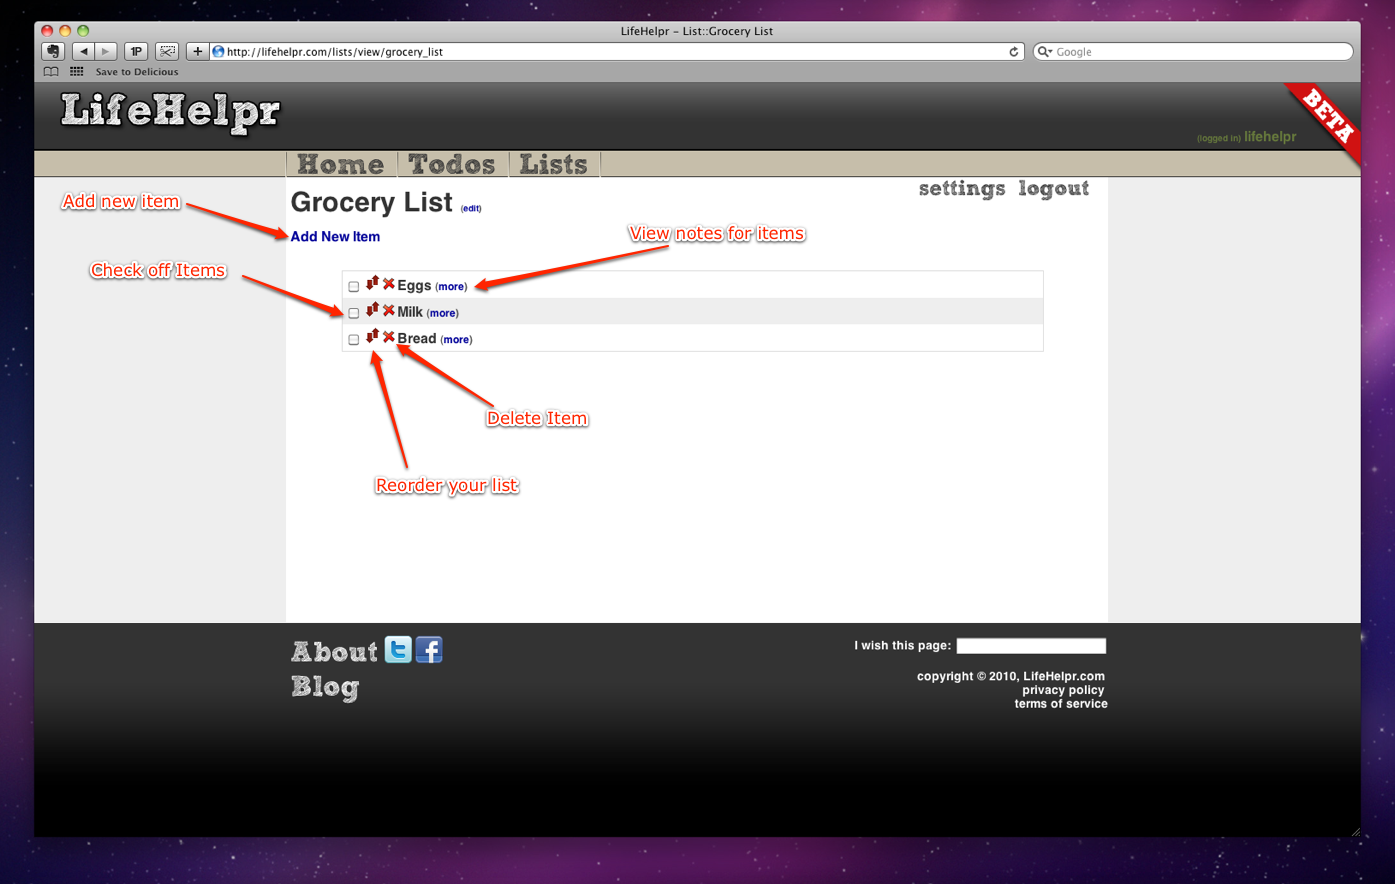 LifeHelpr – List::Grocery List
1P
http://lifehelpr.com/lists/view/grocery_list
Google
Save to Delicious
LifeHelpr
BETA
(logged in) lifehelpr
Home Todos Lists
settings logout
Grocery List (edit)
Add new item
Add New Item
View notes for items
Check off Items
Eggs (more)
Milk (more)
Bread (more)
Delete Item
Reorder your list
About
Blog
I wish this page:
copyright © 2010, LifeHelpr.com
privacy policy
terms of service